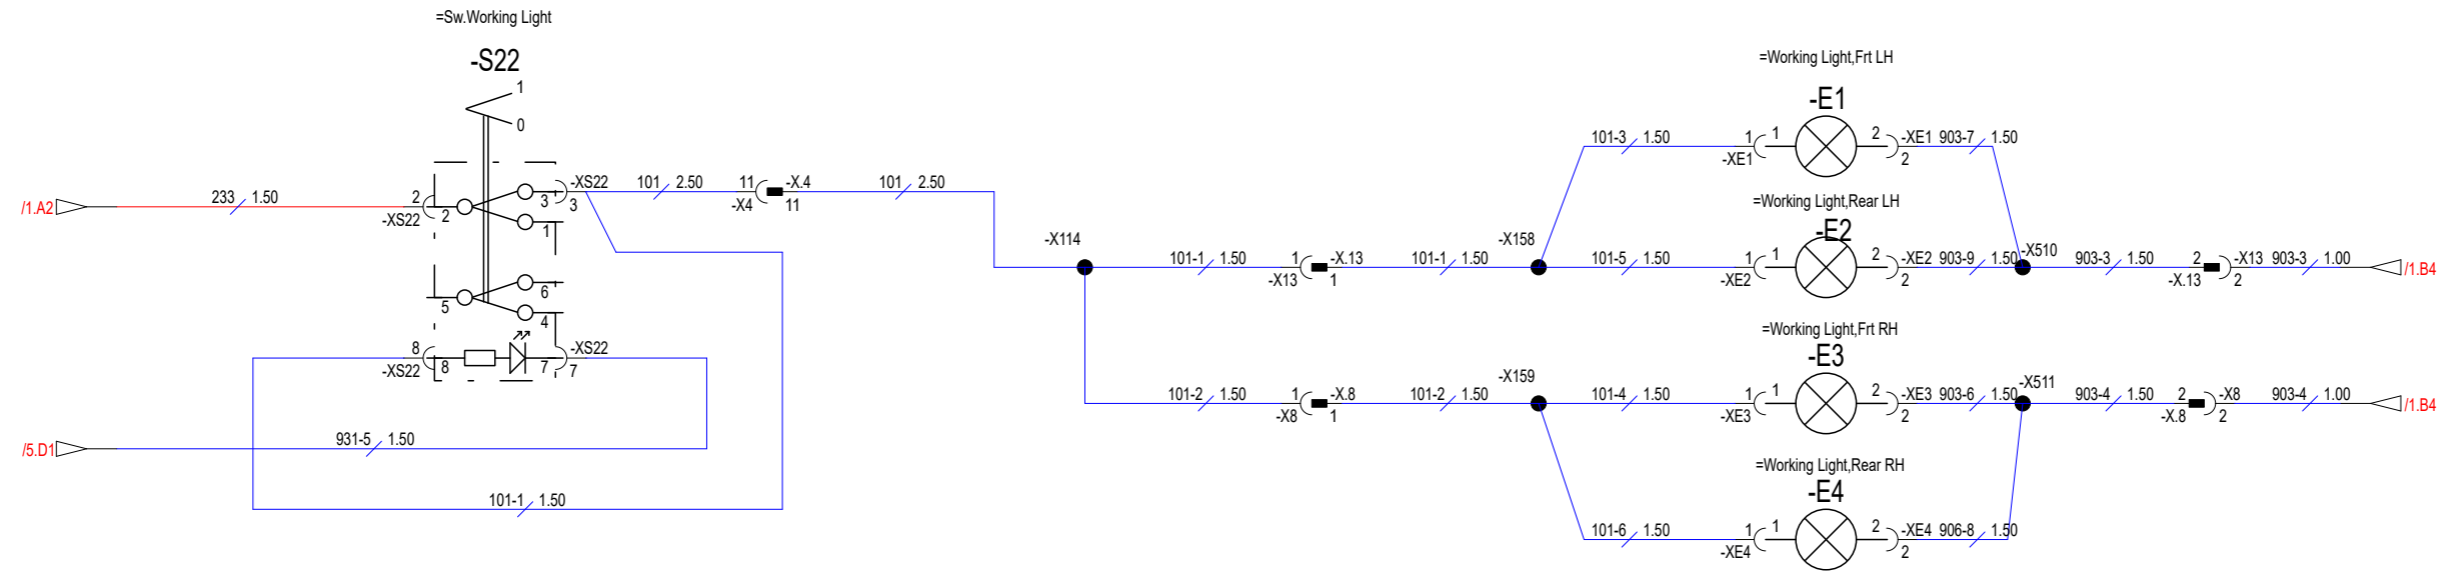 =Sw.Working Light
-S22
1
0
/1.A2
233 1.50
2
-XS22
2
3
-XS22
3
1
101 2.50
11
-X4
-X.4
11
101 2.50
5
6
4
8
-XS22
8
7
-XS22
7
/5.D1
931-5 1.50
101-1 1.50
-X114
101-1 1.50
1
-X13
-X.13
1
101-1 1.50
-X158
101-2 1.50
1
-X8
-X.8
1
101-2 1.50
-X159
=Working Light,Frt LH
-E1
101-3 1.50
1
-XE1
1
2
-XE1
2
903-7 1.50
=Working Light,Rear LH
-E2
101-5 1.50
1
-XE2
1
2
-XE2
2
903-9 1.50
-X510
903-3 1.50
2
-X.13
-X13
2
903-3 1.00
/1.B4
=Working Light,Frt RH
-E3
101-4 1.50
1
-XE3
1
2
-XE3
2
903-6 1.50
-X511
903-4 1.50
2
-X.8
-X8
2
903-4 1.00
/1.B4
=Working Light,Rear RH
-E4
101-6 1.50
1
-XE4
1
2
-XE4
2
906-8 1.50